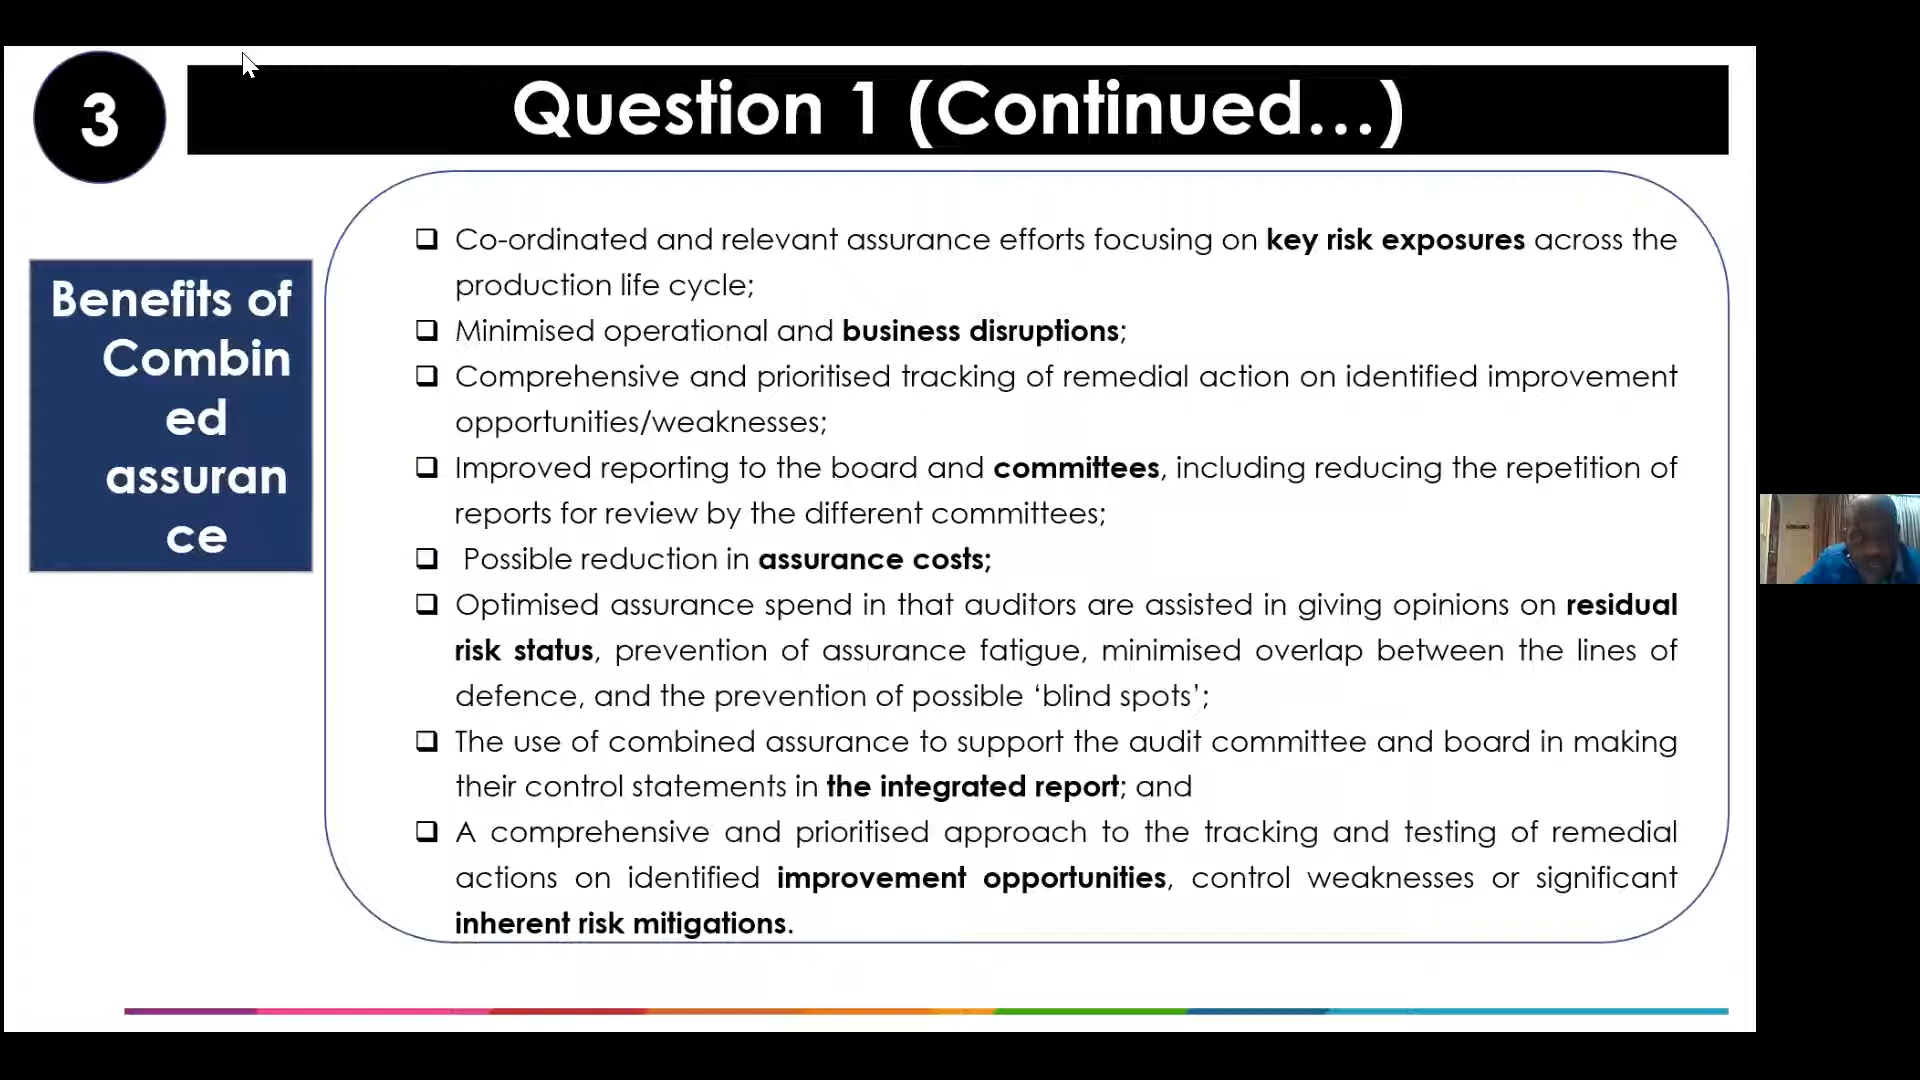 3
Question 1 (Continued...)
Benefits of
Combin
ed
assuran
ce
Co-ordinated and relevant assurance efforts focusing on key risk exposures across the
production life cycle;
Minimised operational and business disruptions;
Comprehensive and prioritised tracking of remedial action on identified improvement
opportunities/weaknesses;
Improved reporting to the board and committees, including reducing the repetition of
reports for review by the different committees;
Possible reduction in assurance costs;
Optimised assurance spend in that auditors are assisted in giving opinions on residual
risk status, prevention of assurance fatigue, minimised overlap between the lines of
defence, and the prevention of possible ‘blind spots’;
The use of combined assurance to support the audit committee and board in making
their control statements in the integrated report; and
A comprehensive and prioritised approach to the tracking and testing of remedial
actions on identified improvement opportunities, control weaknesses or significant
inherent risk mitigations.